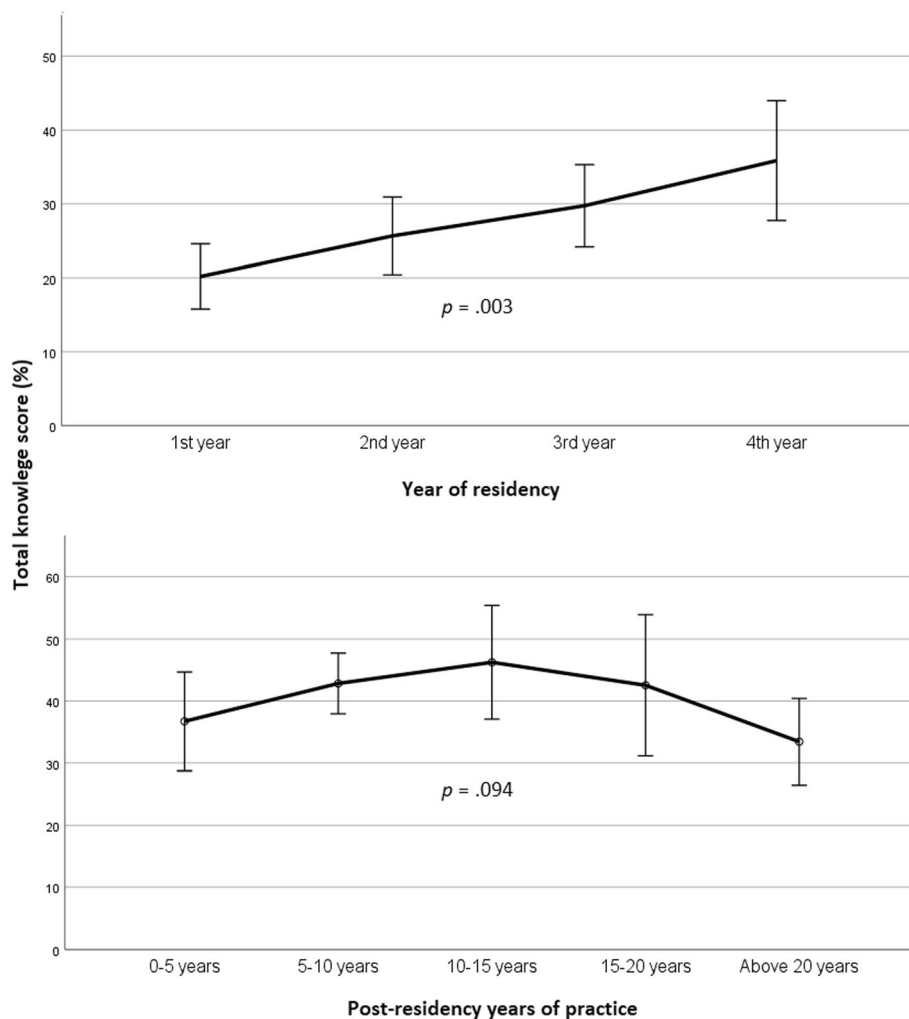 Total knowlege score (%)
50
40
30
20
10
0
p = .003
1st year 2nd year 3rd year 4th year
Year of residency
60
50
40
30
20
10
0
p = .094
0-5 years 5-10 years 10-15 years 15-20 years Above 20 years
Post-residency years of practice